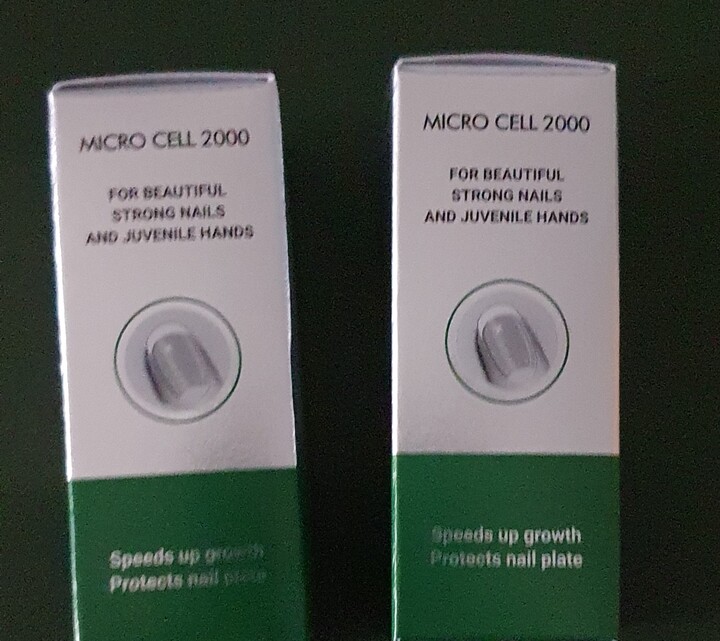 MICRO CELL 2000
FOR BEAUTIFUL
STRONG NAILS
AND JUVENILE HANDS
Speeds up growth
Protects nail plate
MICRO CELL 2000
FOR BEAUTIFUL
STRONG NAILS
AND JUVENILE HANDS
Speeds up growth
Protects nail plate